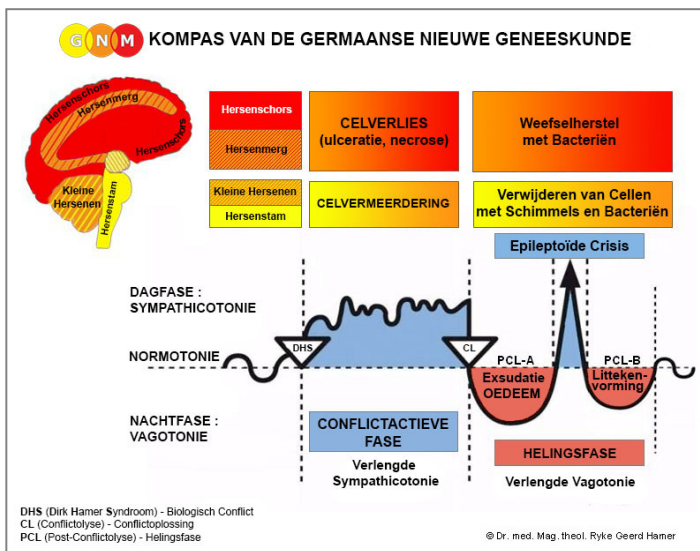 G N M KOMPAS VAN DE GERMAANSE NIEUWE GENEESKUNDE
Hersenschors
Hersenmerg
Hersenschors
Kleine
Hersenen
Hersenstam
Hersenschors
Hersenmerg
CELVERLIES
(ulceratie, necrose)
Weefselherstel
met Bacteriën
Kleine Hersenen
Hersenstam
CELVERMEERDERING
Verwijderen van Cellen
met Schimmels en Bacteriën
Epileptoïde Crisis
DAGFASE :
SYMPATHICOTONIE
NORMOTONIE
DHS
CL
PCL-A
Exsudatie
OEDEEM
PCL-B
Litteken-
vorming
NACHTFASE :
VAGOTONIE
CONFLICTACTIEVE
FASE
Verlengde
Sympathicotonie
HELINGSFASE
Verlengde Vagotonie
DHS (Dirk Hamer Syndroom) - Biologisch Conflict
CL (Conflictolyse) - Conflictoplossing
PCL (Post-Conflictolyse) - Helingsfase
© Dr. med. Mag. theol. Ryke Geerd Hamer